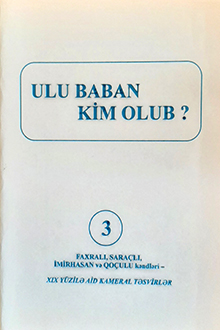 ULU BABAN
KİM OLUB ?
3
FAXRALI, SARAÇLI,
İMİRHASAN və QOÇULU kəndləri –
XIX YÜZİLƏ AİD KAMERAL TƏSVİRLƏR